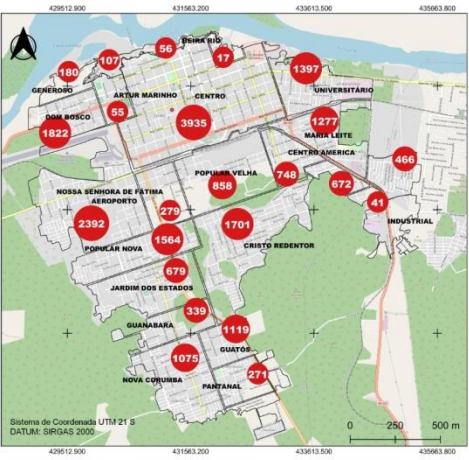 429512.900 431563.200 433613.500 435663.800
BEIRA RIO
56
17
107
180
1397
GENEROSO
ARTUR MARINHO
CENTRO
UNIVERSITÁRIO
55
DOM BOSCO
1822
3935
1277
MARIA LEITE
CENTRO AMERICA
466
POPULAR VELHA
748
672
858
NOSSA SENHORA DE FÁTIMA
AEROPORTO
279
41
2392
1701
INDUSTRIAL
1564
POPULAR NOVA
CRISTO REDENTOR
679
JARDIM DOS ESTADOS
339
GUANABARA
1119
GUATÓS
1075
NOVA CORUMBA
271
PANTANAL
Sistema de Coordenada UTM 21 S
DATUM: SIRGAS 2000
0 250 500 m
429512.900 431563.200 433613.500 435663.800